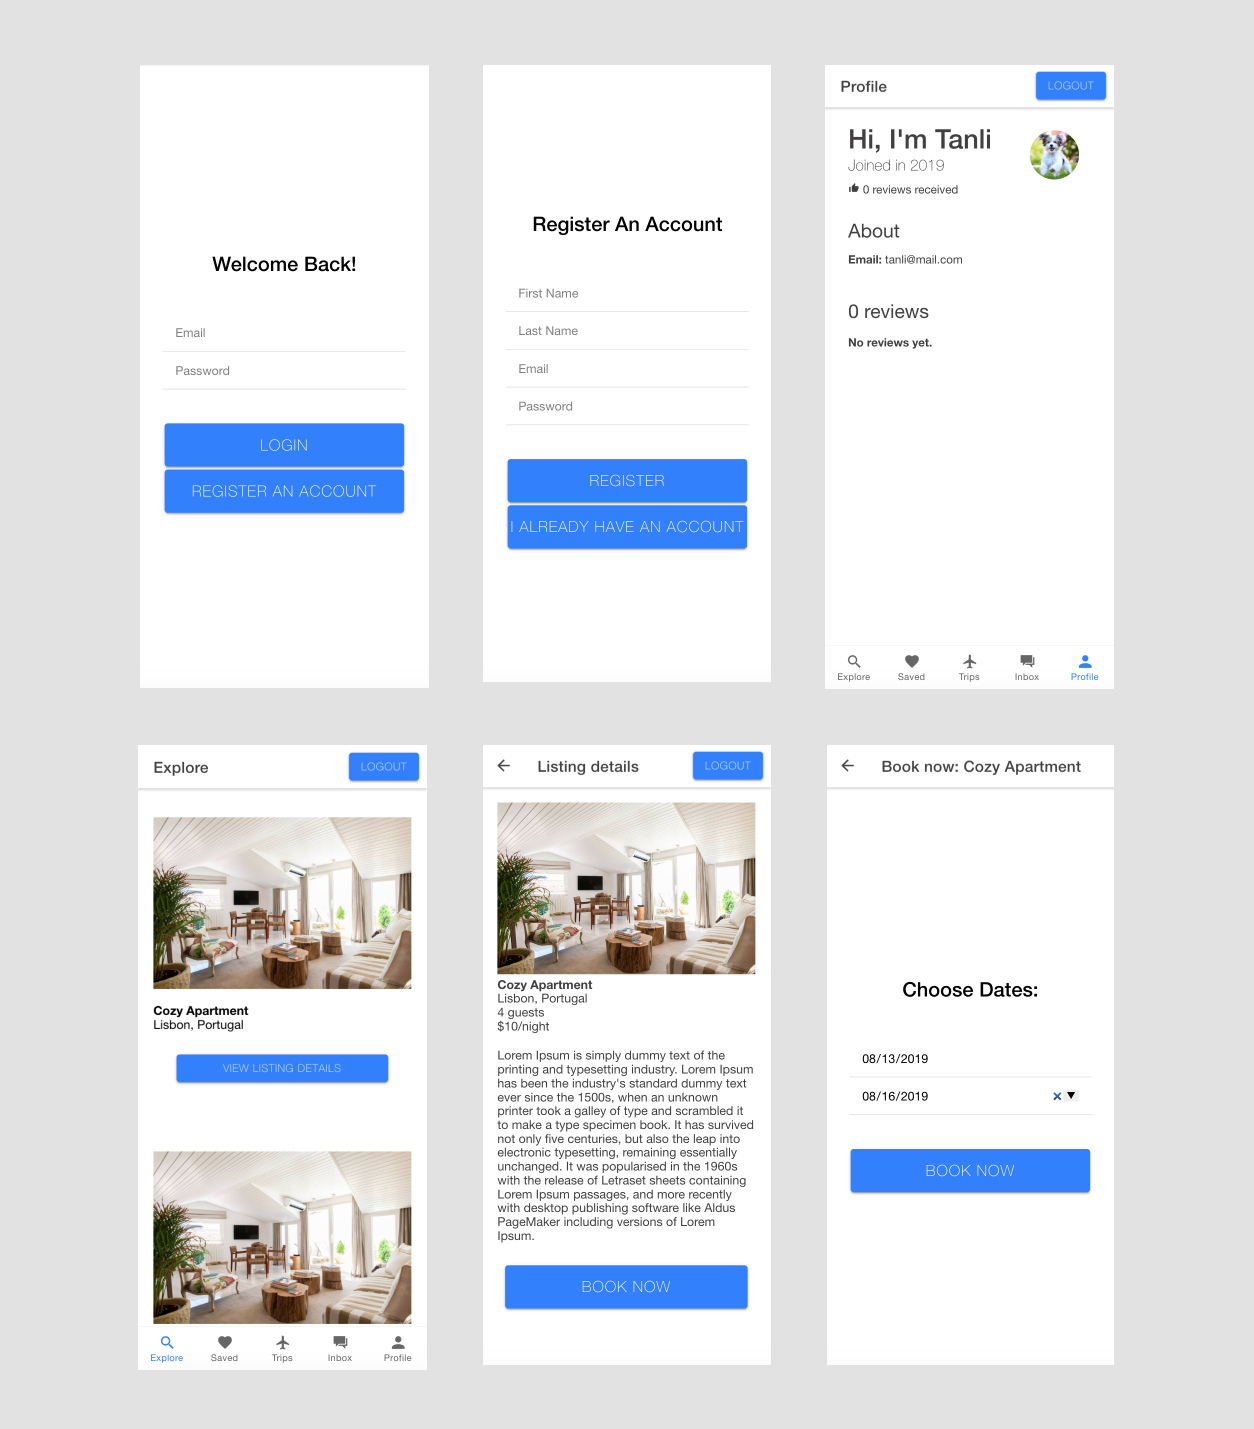 Welcome Back!
Email
Password
LOGIN
REGISTER AN ACCOUNT
Register An Account
First Name
Last Name
Email
Password
REGISTER
I ALREADY HAVE AN ACCOUNT
Profile
LOGOUT
Hi, I'm Tanli
Joined in 2019
0 reviews received
About
Email: tanli@mail.com
0 reviews
No reviews yet.
Explore Saved Trips Inbox Profile
Explore
LOGOUT
Cozy Apartment
Lisbon, Portugal
VIEW LISTING DETAILS
Explore Saved Trips Inbox Profile
Listing details
LOGOUT
Cozy Apartment
Lisbon, Portugal
4 guests
$10/night
Lorem Ipsum is simply dummy text of the
printing and typesetting industry. Lorem Ipsum
has been the industry's standard dummy text
ever since the 1500s, when an unknown
printer took a galley of type and scrambled it
to make a type specimen book. It has survived
not only five centuries, but also the leap into
electronic typesetting, remaining essentially
unchanged. It was popularised in the 1960s
with the release of Letraset sheets containing
Lorem Ipsum passages, and more recently
with desktop publishing software like Aldus
PageMaker including versions of Lorem
Ipsum.
BOOK NOW
Book now: Cozy Apartment
Choose Dates:
08/13/2019
08/16/2019
BOOK NOW